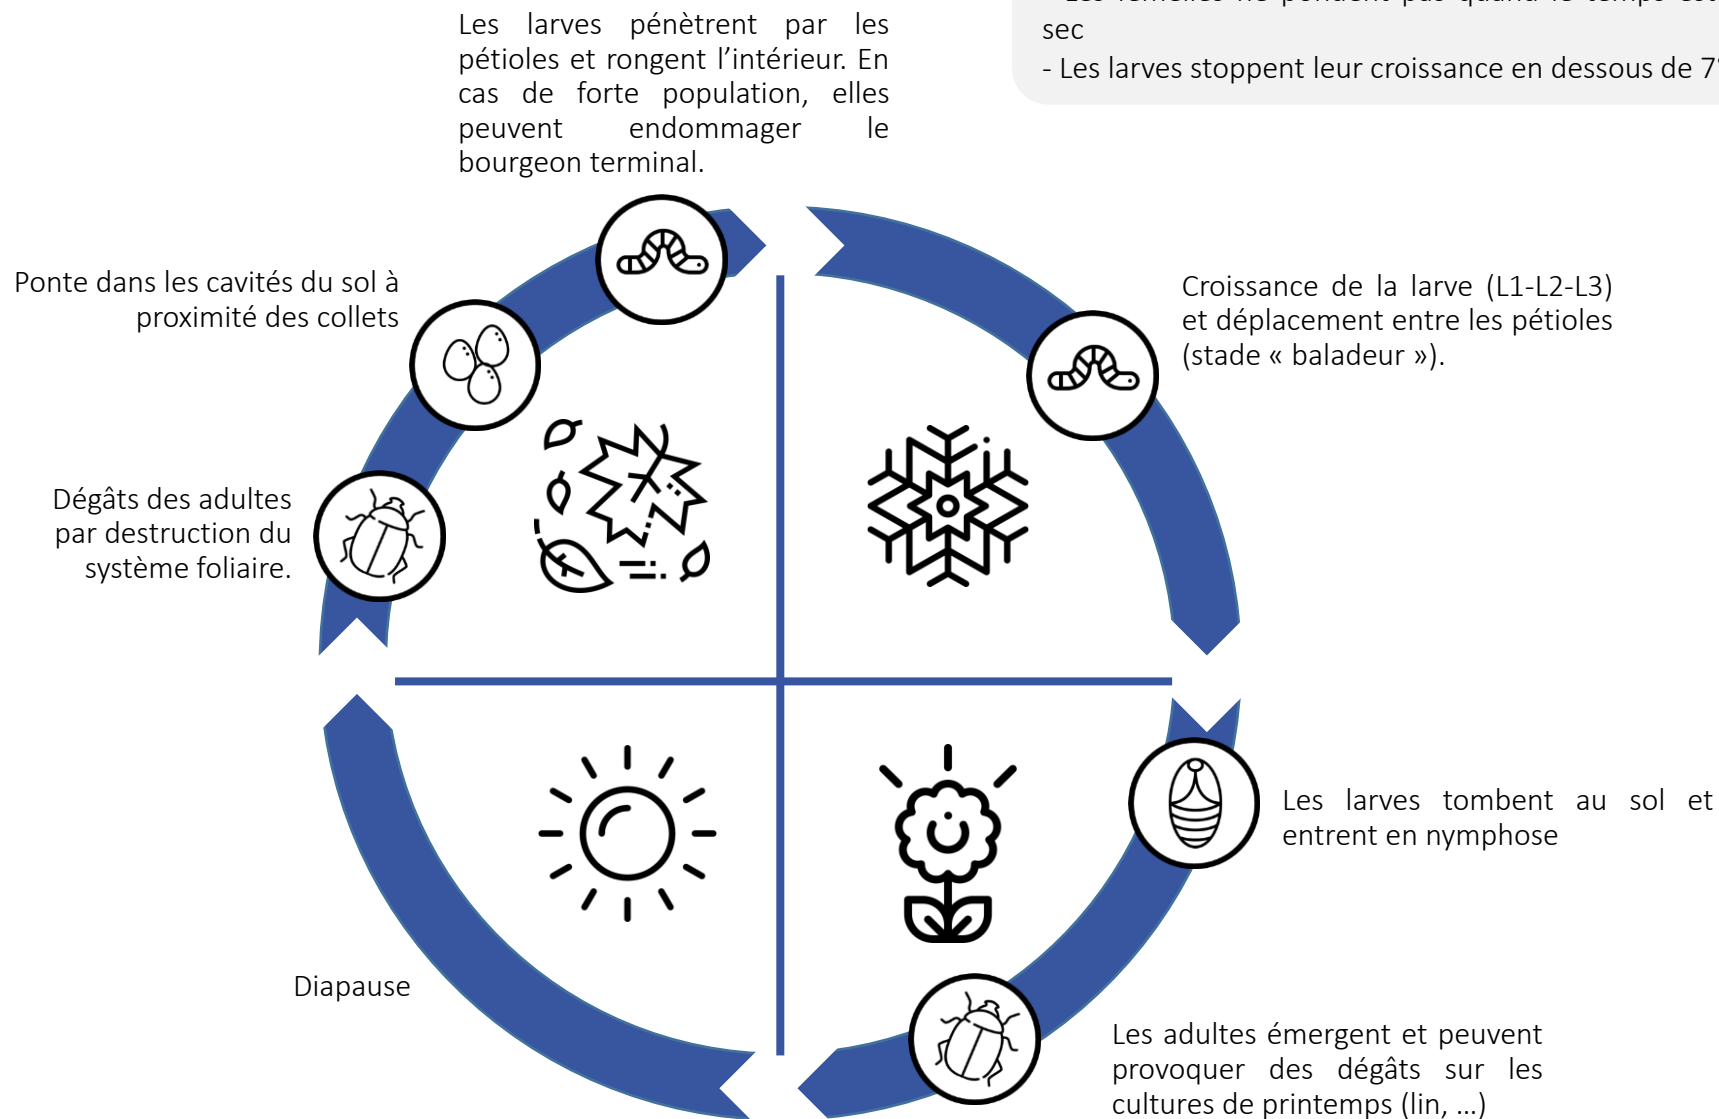 Les larves pénètrent par les
pétioles et rongent l’intérieur. En
cas de forte population, elles
peuvent endommager le
bourgeon terminal.
sec
- Les larves stoppent leur croissance en dessous de 7°
Ponte dans les cavités du sol à
proximité des collets
Croissance de la larve (L1-L2-L3)
et déplacement entre les pétioles
(stade « baladeur »).
Dégâts des adultes
par destruction du
système foliaire.
Les larves tombent au sol et
entrent en nymphose
Diapause
Les adultes émergent et peuvent
provoquer des dégâts sur les
cultures de printemps (lin, …)